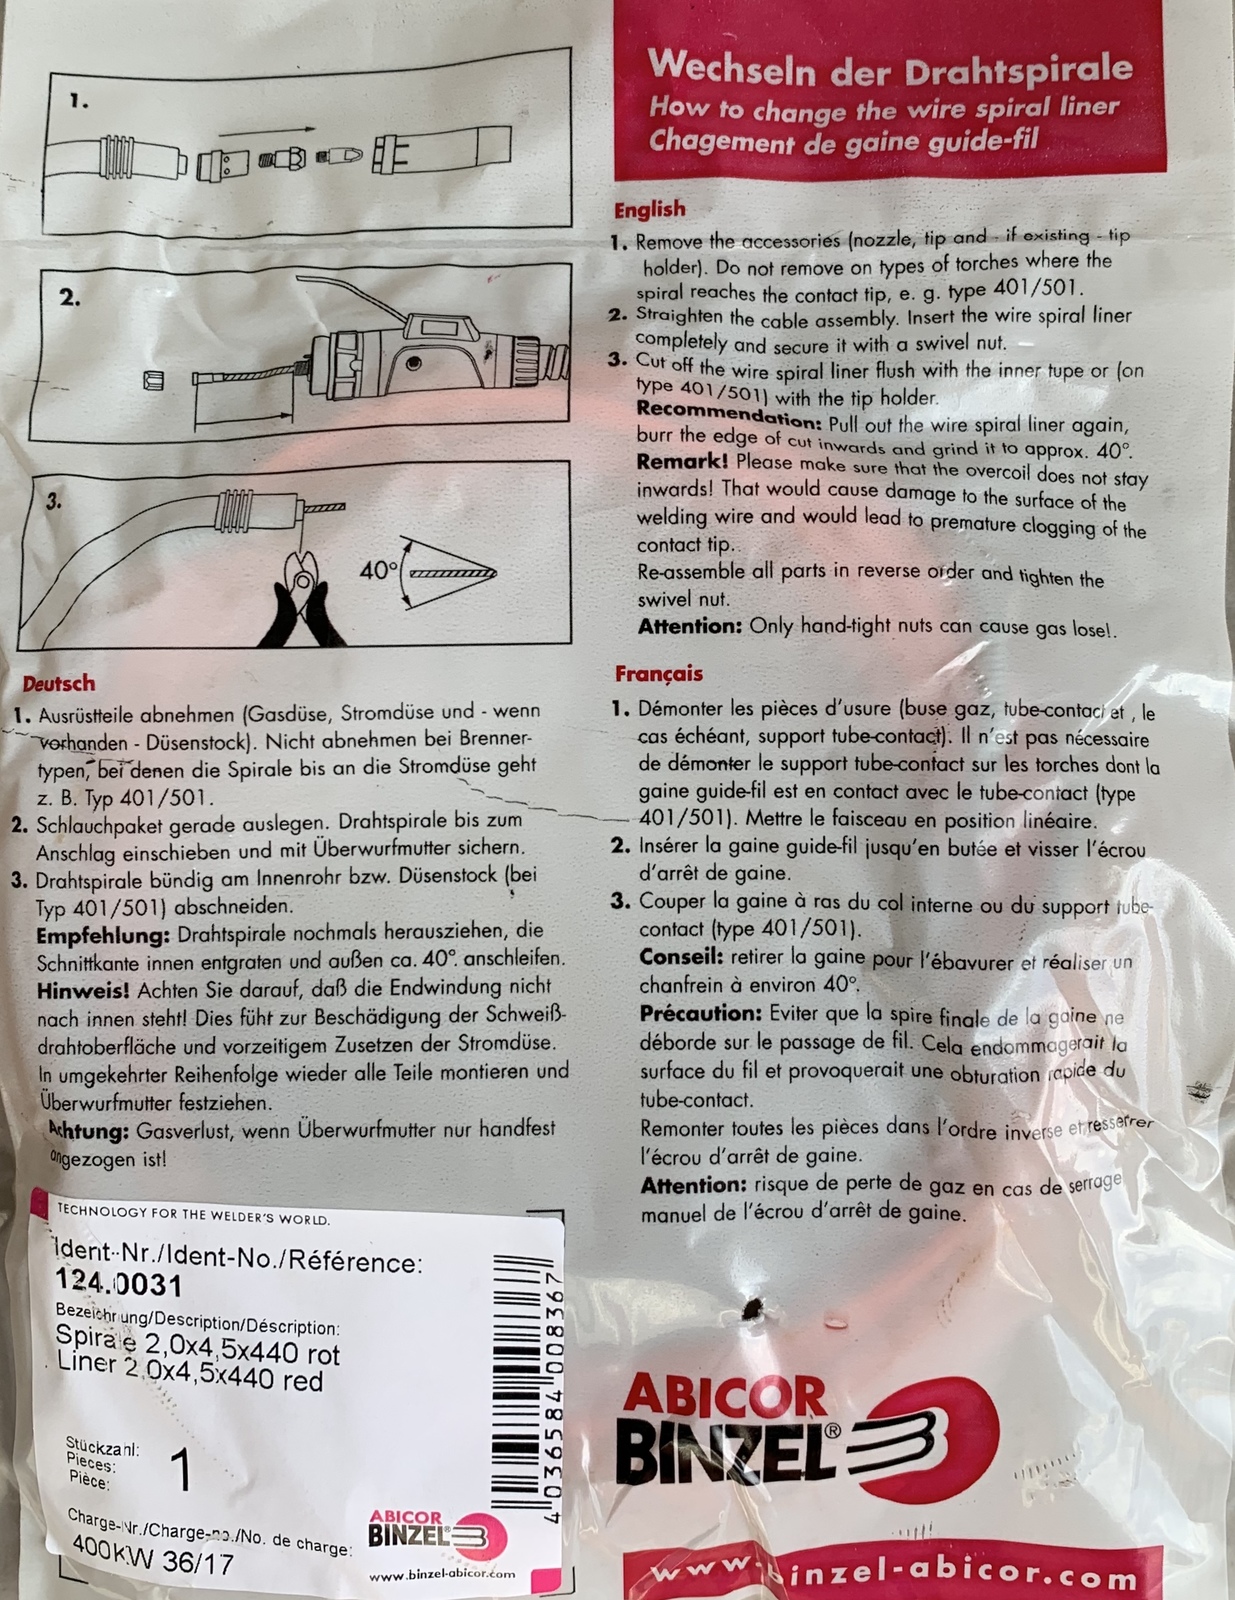 1.
2.
3.
40°
Wechseln der Drahtspirale
How to change the wire spiral liner
Chagement de gaine guide-fil
English
1. Remove the accessories (nozzle, tip and - if existing - tip
holder). Do not remove on types of torches where the
spiral reaches the contact tip, e. g. type 401/501.
2. Straighten the cable assembly. Insert the wire spiral liner
completely and secure it with a swivel nut.
3. Cut off the wire spiral liner flush with the inner tupe or (on
type 401/501) with the tip holder.
Recommendation: Pull out the wire spiral liner again,
burr the edge of cut inwards and grind it to approx. 40°.
Remark! Please make sure that the overcoil does not stay
inwards! That would cause damage to the surface of the
welding wire and would lead to premature clogging of the
contact tip.
Re-assemble all parts in reverse order and tighten the
swivel nut.
Attention: Only hand-tight nuts can cause gas lose!.
Deutsch
1. Ausrüstteile abnehmen (Gasdüse, Stromdüse und - wenn
vorhanden - Düsenstock). Nicht abnehmen bei Brenner-
typen, bei denen die Spirale bis an die Stromdüse geht
z. B. Typ 401/501.
2. Schlauchpaket gerade auslegen. Drahtspirale bis zum
Anschlag einschieben und mit Überwurfmutter sichern.
3. Drahtspirale bündig am Innenrohr bzw. Düsenstock (bei
Typ 401/501) abschneiden.
Empfehlung: Drahtspirale nochmals herausziehen, die
Schnittkante innen entgraten und außen ca. 40°. anschleifen.
Hinweis! Achten Sie darauf, daß die Endwindung nicht
nach innen steht! Dies füht zur Beschädigung der Schweiß-
drahtoberfläche und vorzeitigem Zusetzen der Stromdüse.
In umgekehrter Reihenfolge wieder alle Teile montieren und
Überwurfmutter festziehen.
Achtung: Gasverlust, wenn Überwurfmutter nur handfest
angezogen ist!
Français
1. Démonter les pièces d'usure (buse gaz, tube-contact et , le
cas échéant, support tube-contact). Il n'est pas nécessaire
de démonter le support tube-contact sur les torches dont la
gaine guide-fil est en contact avec le tube-contact (type
401/501). Mettre le faisceau en position linéaire.
2. Insérer la gaine guide-fil jusqu'en butée et visser l'écrou
d'arrêt de gaine.
3. Couper la gaine à ras du col interne ou du support tube-
contact (type 401/501).
Conseil: retirer la gaine pour l'ébavurer et réaliser un
chanfrein à environ 40°.
Précaution: Eviter que la spire finale de la gaine ne
déborde sur le passage de fil. Cela endommagerait la
surface du fil et provoquerait une obturation rapide du
tube-contact.
Remonter toutes les pièces dans l'ordre inverse et resserrer
l'écrou d'arrêt de gaine.
Attention: risque de perte de gaz en cas de serrage
manuel de l'écrou d'arrêt de gaine.
TECHNOLOGY FOR THE WELDER'S WORLD.
Ident-Nr./Ident-No./Référence:
124.0031
Bezeichnung/Description/Déscription:
Spirale 2,0x4,5x440 rot
Liner 2,0x4,5x440 red
Stückzahl:
Pieces:
Pièce:
1
Charge-Nr./Charge-no./No. de charge:
400KW 36/17
4 036584 008367
ABICOR
BINZEL®
www.binzel-abicor.com
ABICOR
BINZEL®
www.binzel-abicor.com